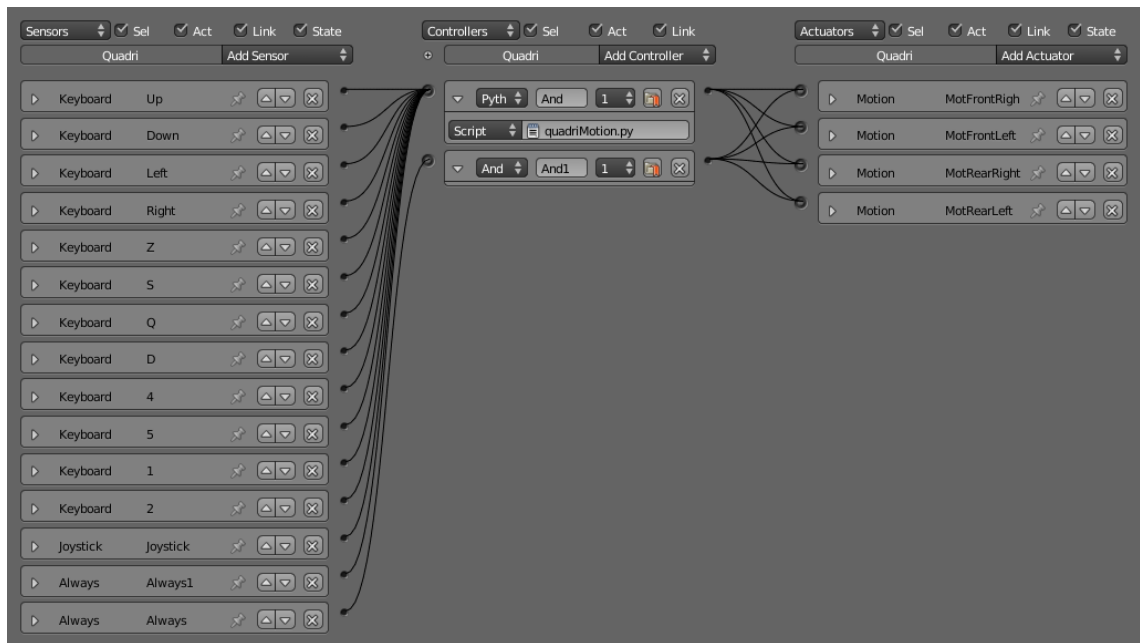 Sensors Sel Act Link State Controllers Sel Act Link Actuators Sel Act Link State
Quadri Add Sensor Quadri Add Controller Quadri Add Actuator
Keyboard Up Pyth And 1 Motion MotFrontRigh
Keyboard Down Script quadriMotion.py Motion MotFrontLeft
Keyboard Left And And1 1 Motion MotRearRight
Keyboard Right Motion MotRearLeft
Keyboard Z
Keyboard S
Keyboard Q
Keyboard D
Keyboard 4
Keyboard 5
Keyboard 1
Keyboard 2
Joystick Joystick
Always Always1
Always Always